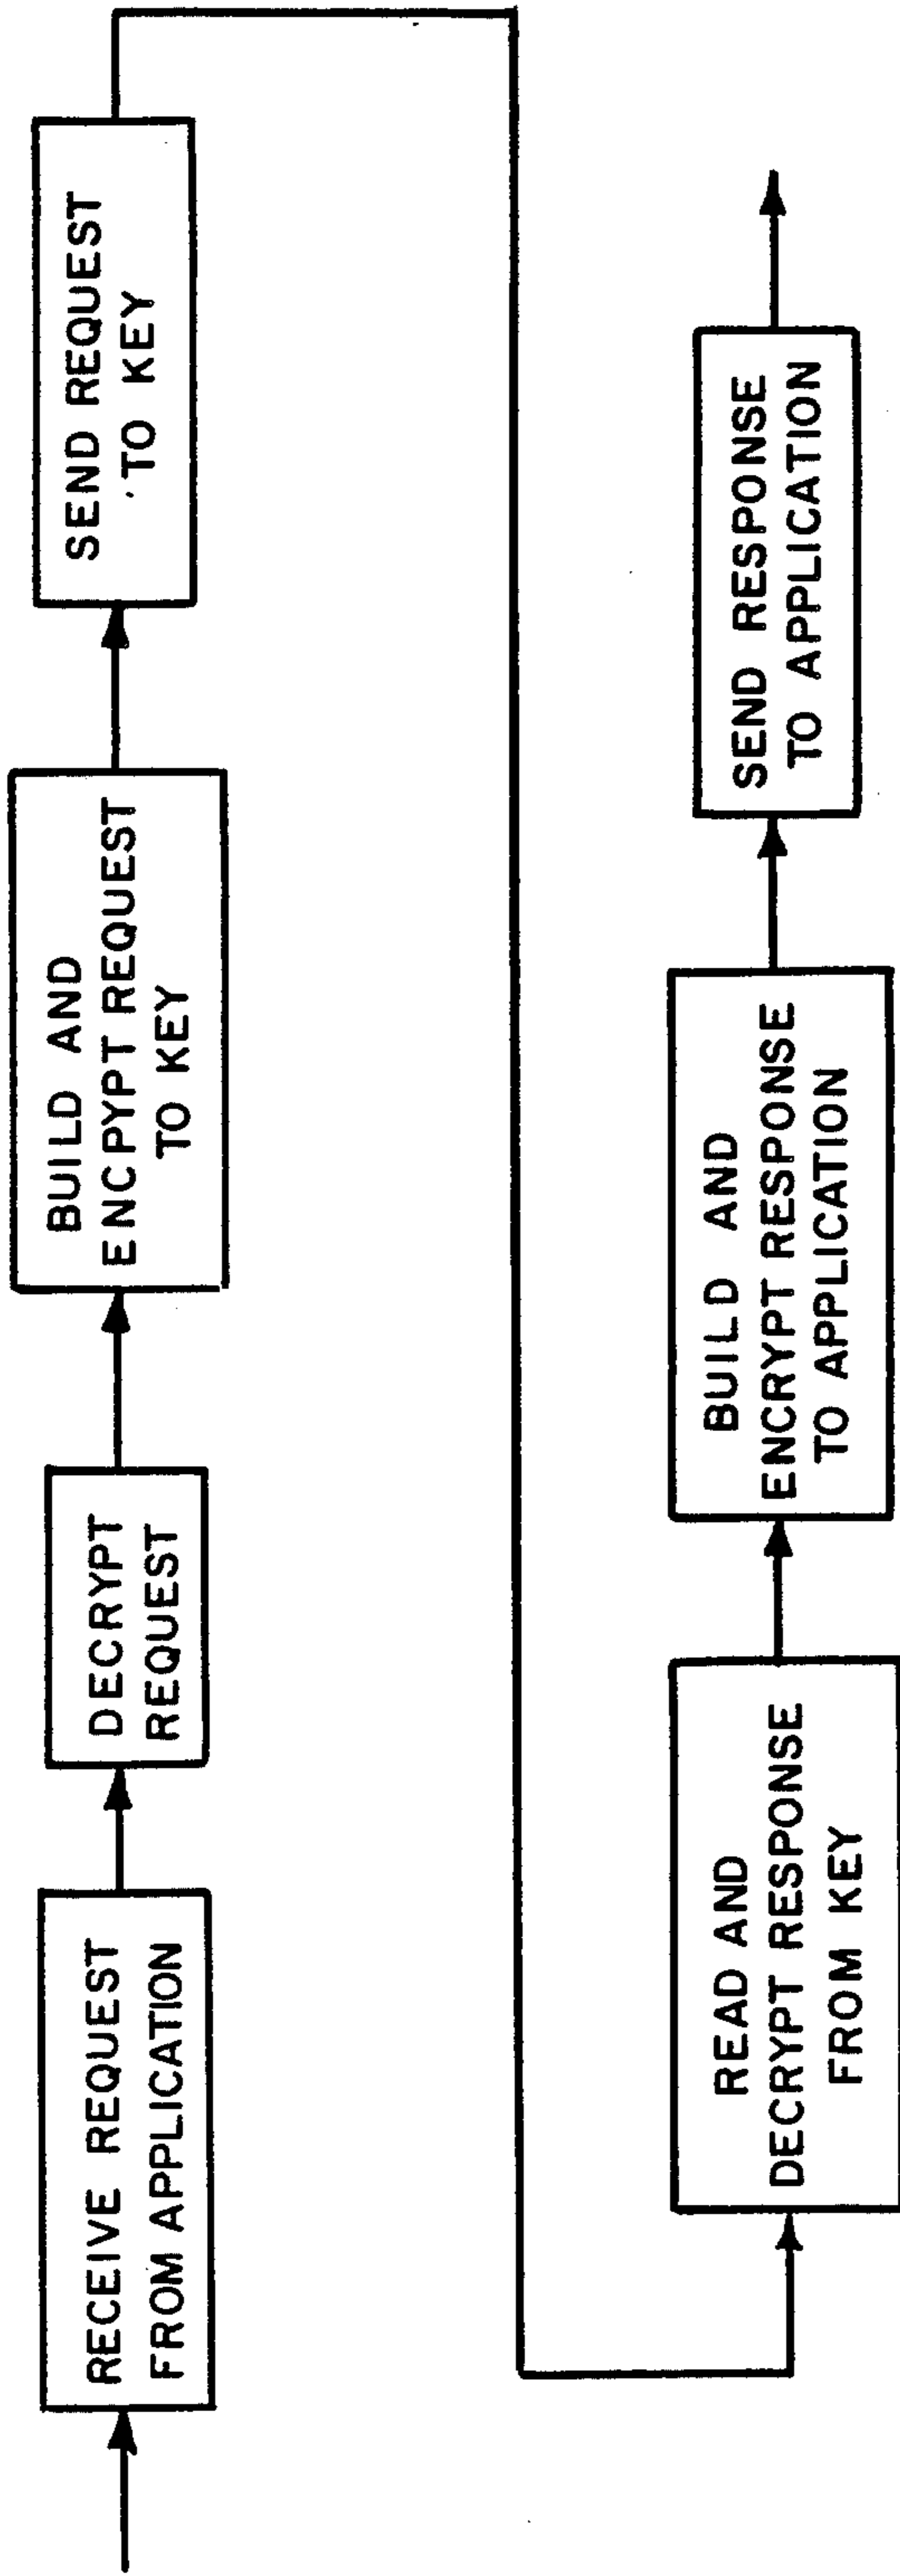 RECEIVE REQUEST
FROM APPLICATION
DECRYPT
REQUEST
BUILD AND
ENCPYPT REQUEST
TO KEY
SEND REQUEST
TO KEY
READ AND
DECRYPT RESPONSE
FROM KEY
BUILD AND
ENCRYPT RESPONSE
TO APPLICATION
SEND RESPONSE
TO APPLICATION